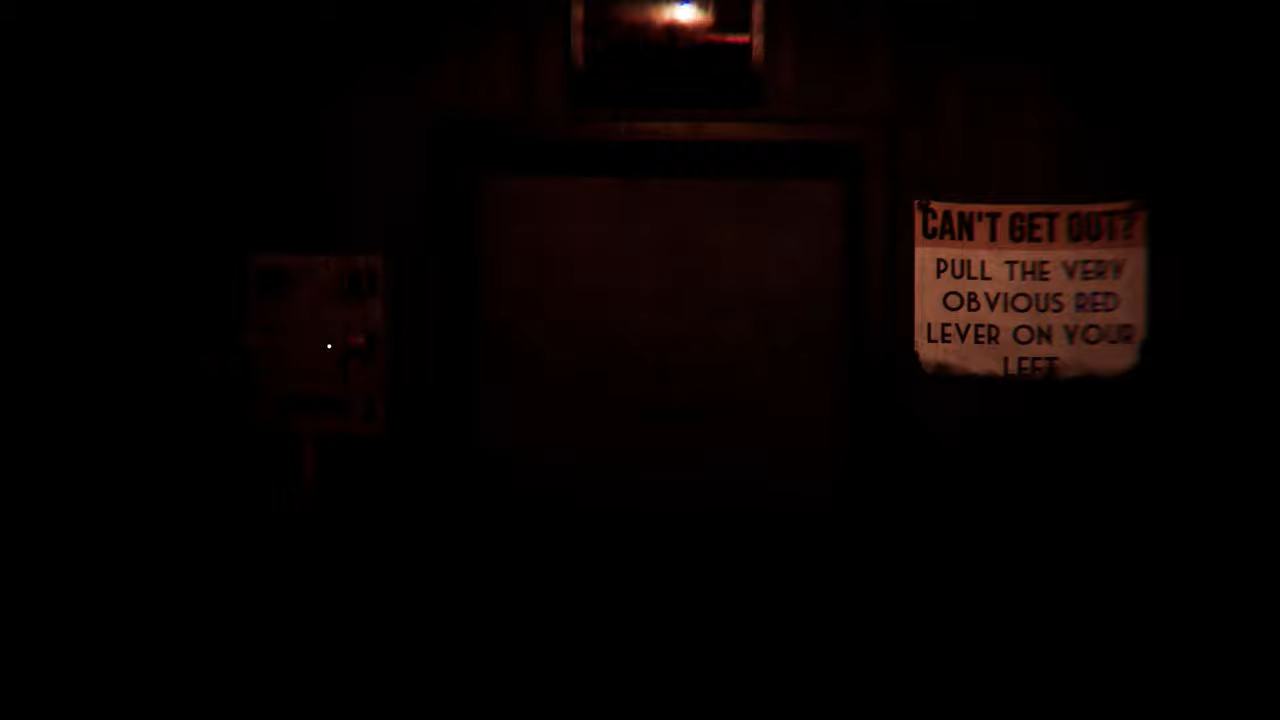 CAN'T GET OUT?
PULL THE VERY
OBVIOUS RED
LEVER ON YOUR
LEFT